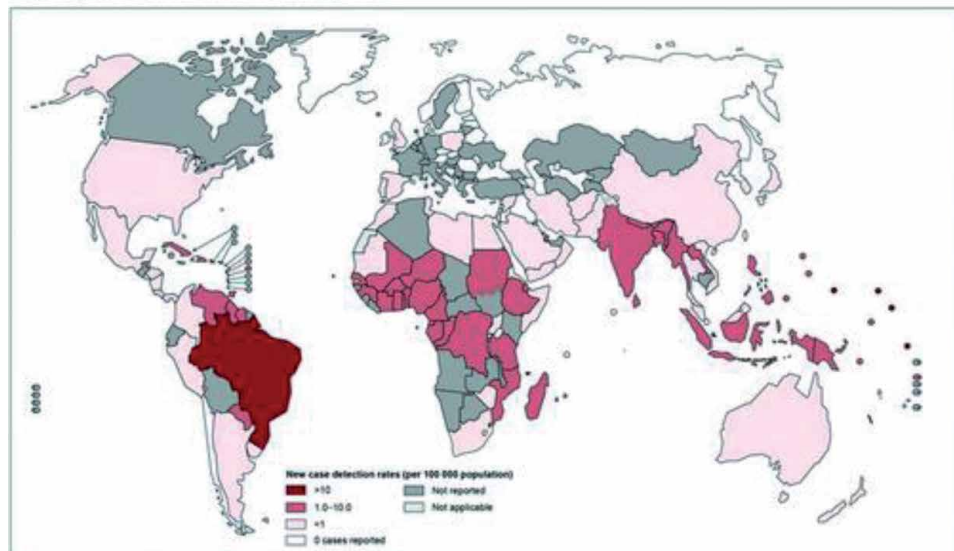 New case detection rates (per 100 000 population)
>10
1.0–10.0
<1
0 cases reported
Not reported
Not applicable